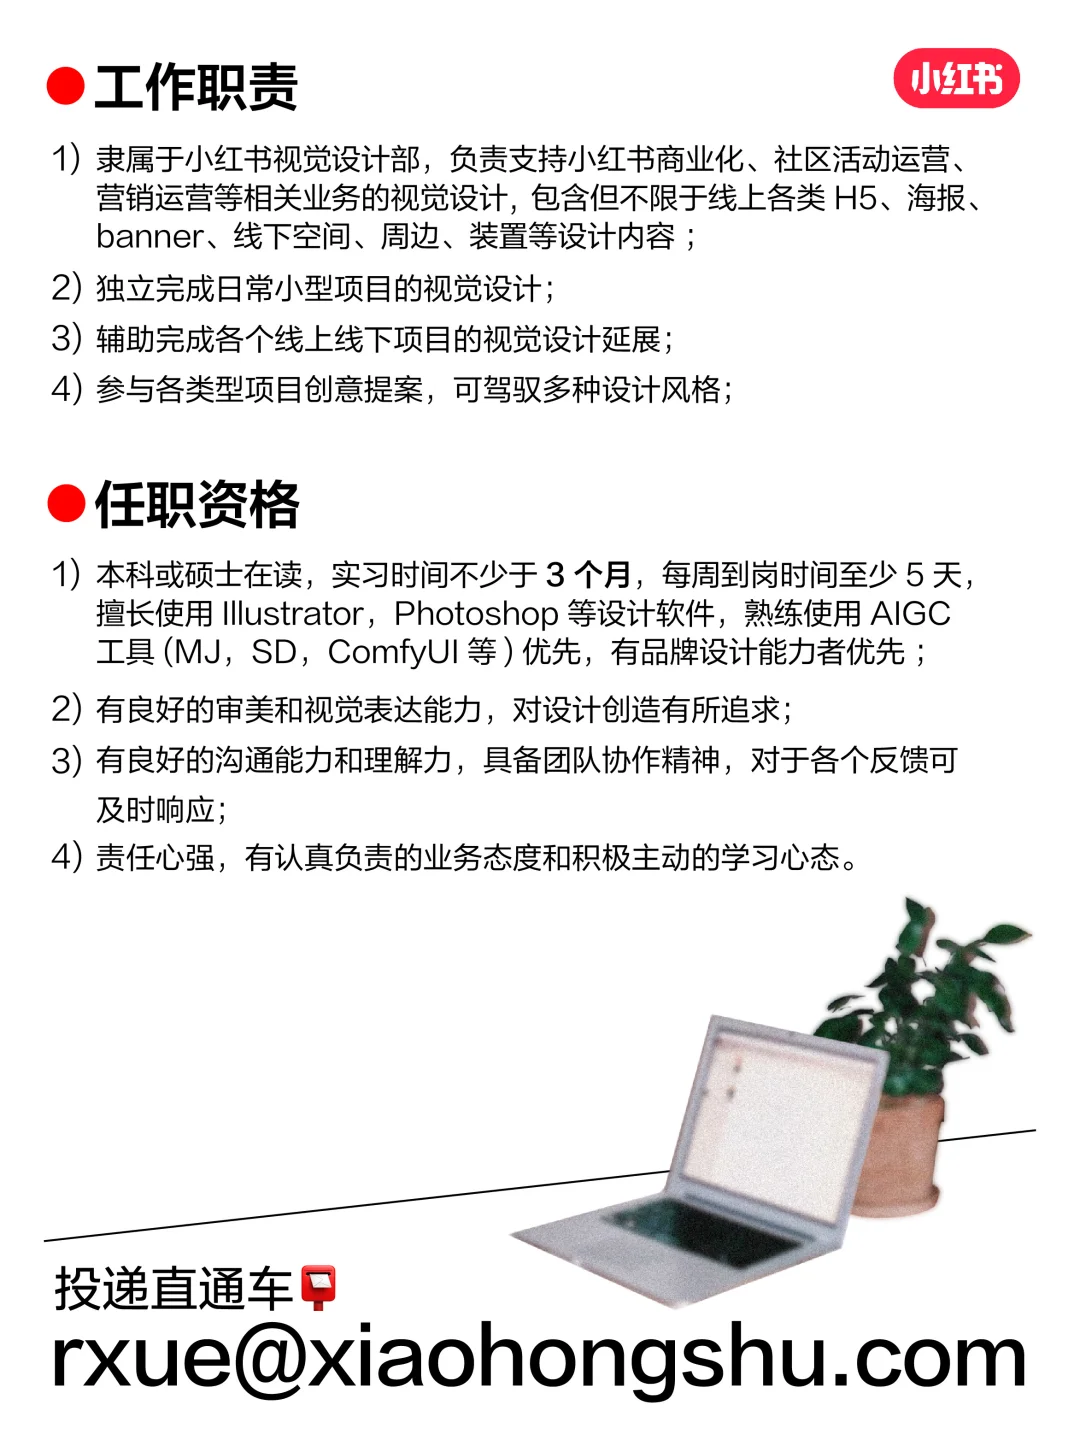 工作职责
小红书
1) 隶属于小红书视觉设计部，负责支持小红书商业化、社区活动运营、
营销运营等相关业务的视觉设计，包含但不限于线上各类 H5、海报、
banner、线下空间、周边、装置等设计内容；
2) 独立完成日常小型项目的视觉设计；
3) 辅助完成各个线上线下项目的视觉设计延展；
4) 参与各类型项目创意提案，可驾驭多种设计风格；
任职资格
1) 本科或硕士在读，实习时间不少于 3 个月，每周到岗时间至少 5 天，
擅长使用 Illustrator，Photoshop 等设计软件，熟练使用 AIGC
工具 (MJ，SD，ComfyUI 等 ) 优先，有品牌设计能力者优先；
2) 有良好的审美和视觉表达能力，对设计创造有所追求；
3) 有良好的沟通能力和理解力，具备团队协作精神，对于各个反馈可
及时响应；
4) 责任心强，有认真负责的业务态度和积极主动的学习心态。
投递直通车
rxue@xiaohongshu.com